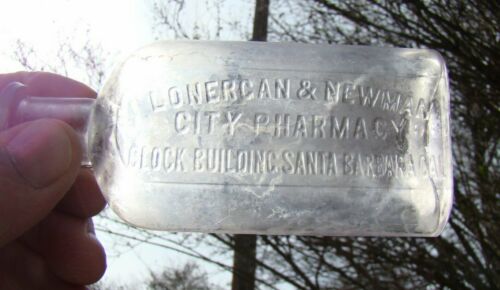 LONERGAN & NEWMAN
CITY PHARMACY
CLOCK BUILDING. SANTA BARBARA CAL